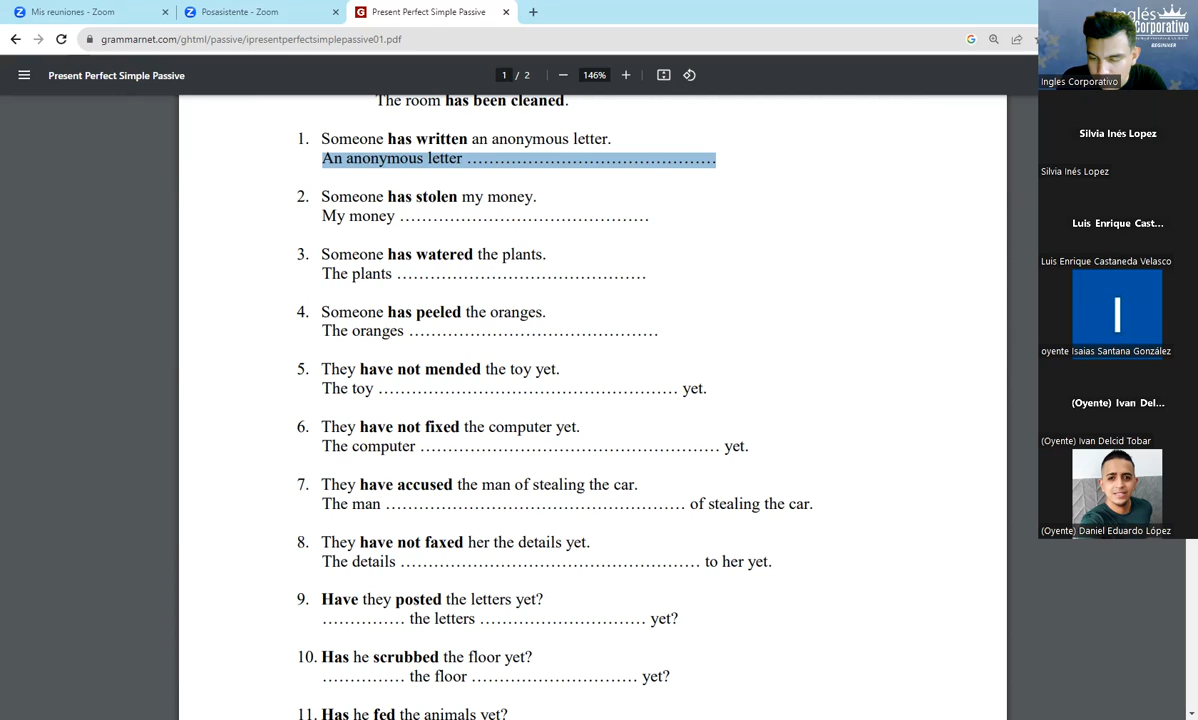 Mis reuniones - Zoom
Posasistente - Zoom
Present Perfect Simple Passive
grammarnet.com/ghtml/passive/ipresentperfectsimplepassive01.pdf
Present Perfect Simple Passive
1 / 2
146%
The room has been cleaned.
1. Someone has written an anonymous letter.
An anonymous letter ………………………………………
2. Someone has stolen my money.
My money ………………………………………
3. Someone has watered the plants.
The plants ………………………………………
4. Someone has peeled the oranges.
The oranges ………………………………………
5. They have not mended the toy yet.
The toy ……………………………………………… yet.
6. They have not fixed the computer yet.
The computer ……………………………………………… yet.
7. They have accused the man of stealing the car.
The man ……………………………………………… of stealing the car.
8. They have not faxed her the details yet.
The details ……………………………………………… to her yet.
9. Have they posted the letters yet?
…………… the letters ………………………… yet?
10. Has he scrubbed the floor yet?
…………… the floor ………………………… yet?
11. Has he fed the animals yet?
Inglés
Corporativo
BEGINNER
Ingles Corporativo
Silvia Inés Lopez
Silvia Inés Lopez
Luis Enrique Cast...
Luis Enrique Castaneda Velasco
I
oyente Isaias Santana González
(Oyente) Ivan Del...
(Oyente) Ivan Delcid Tobar
(Oyente) Daniel Eduardo López